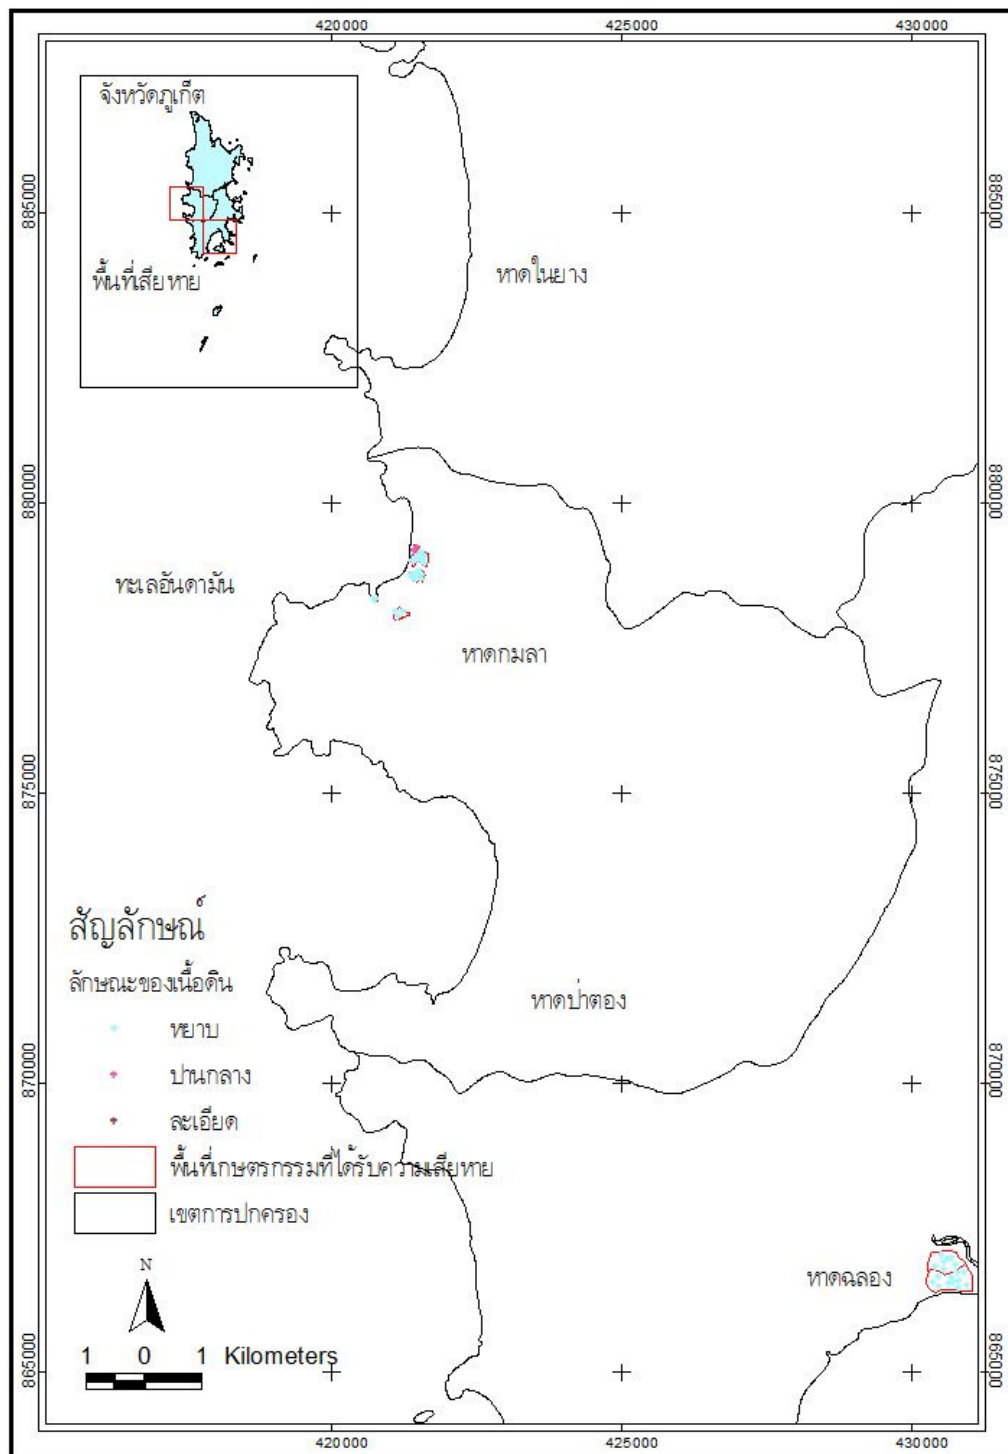 420000 425000 430000
จังหวัดภูเก็ต
885000
885000
พื้นที่เสียหาย
หาดในยาง
880000
880000
ทะเลอันดามัน
หาดกมลา
875000
875000
สัญลักษณ์
ลักษณะของเนื้อดิน
หยาบ
ปานกลาง
ละเอียด
พื้นที่เกษตรกรรมที่ได้รับความเสียหาย
เขตการปกครอง
หาดป่าตอง
870000
870000
หาดฉลอง
N
1 0 1 Kilometers
865000
865000
420000 425000 430000